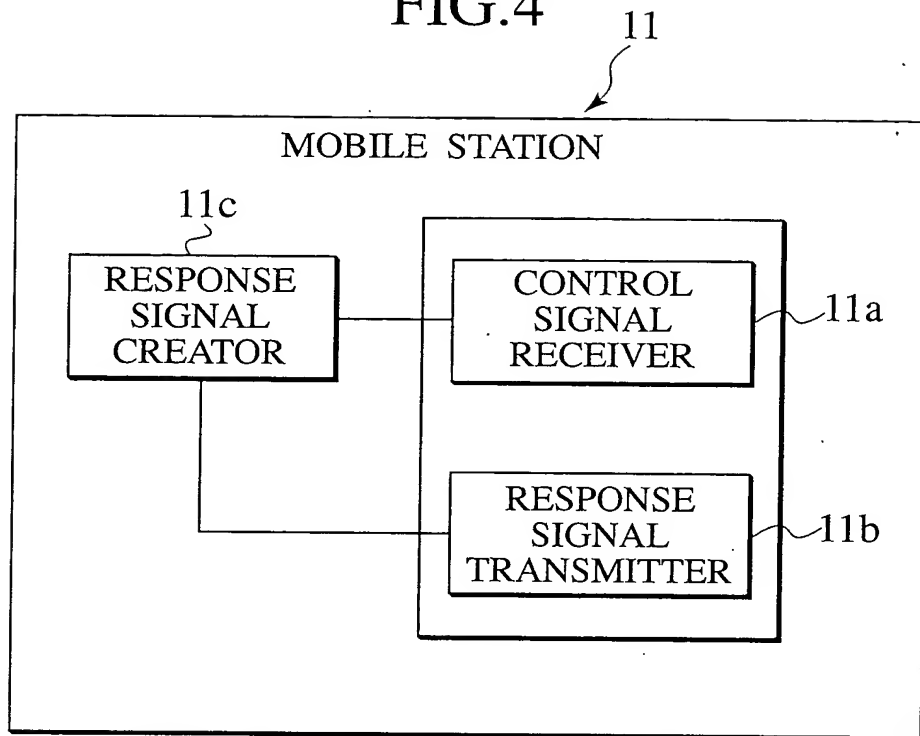 FIG.4
11
MOBILE STATION
11c
RESPONSE
SIGNAL
CREATOR
CONTROL
SIGNAL
RECEIVER
11a
RESPONSE
SIGNAL
TRANSMITTER
11b